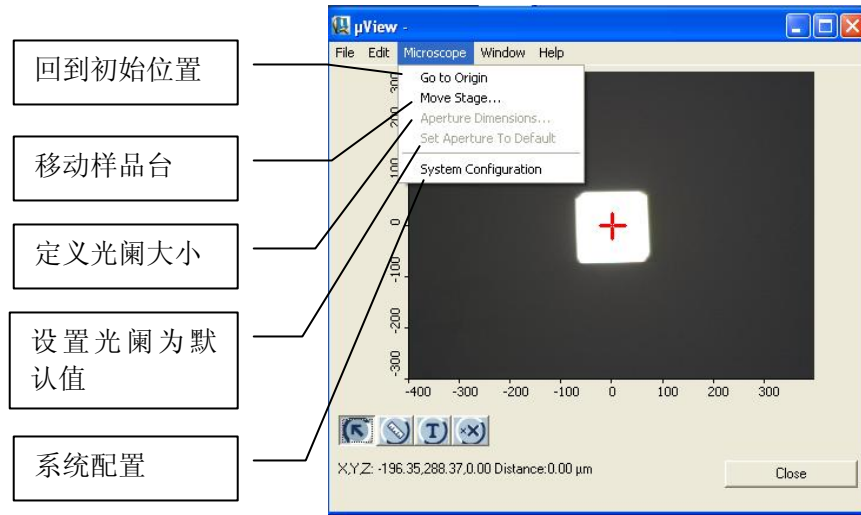 回到初始位置
移动样品台
定义光阑大小
设置光阑为默
认值
系统配置
μView -
File Edit Microscope Window Help
Go to Origin
Move Stage...
Aperture Dimensions...
Set Aperture To Default
System Configuration
300
200
100
0
-100
-200
-300
-400 -300 -200 -100 0 100 200 300
T
X,Y,Z: -196.35,288.37,0.00 Distance:0.00 μm
Close